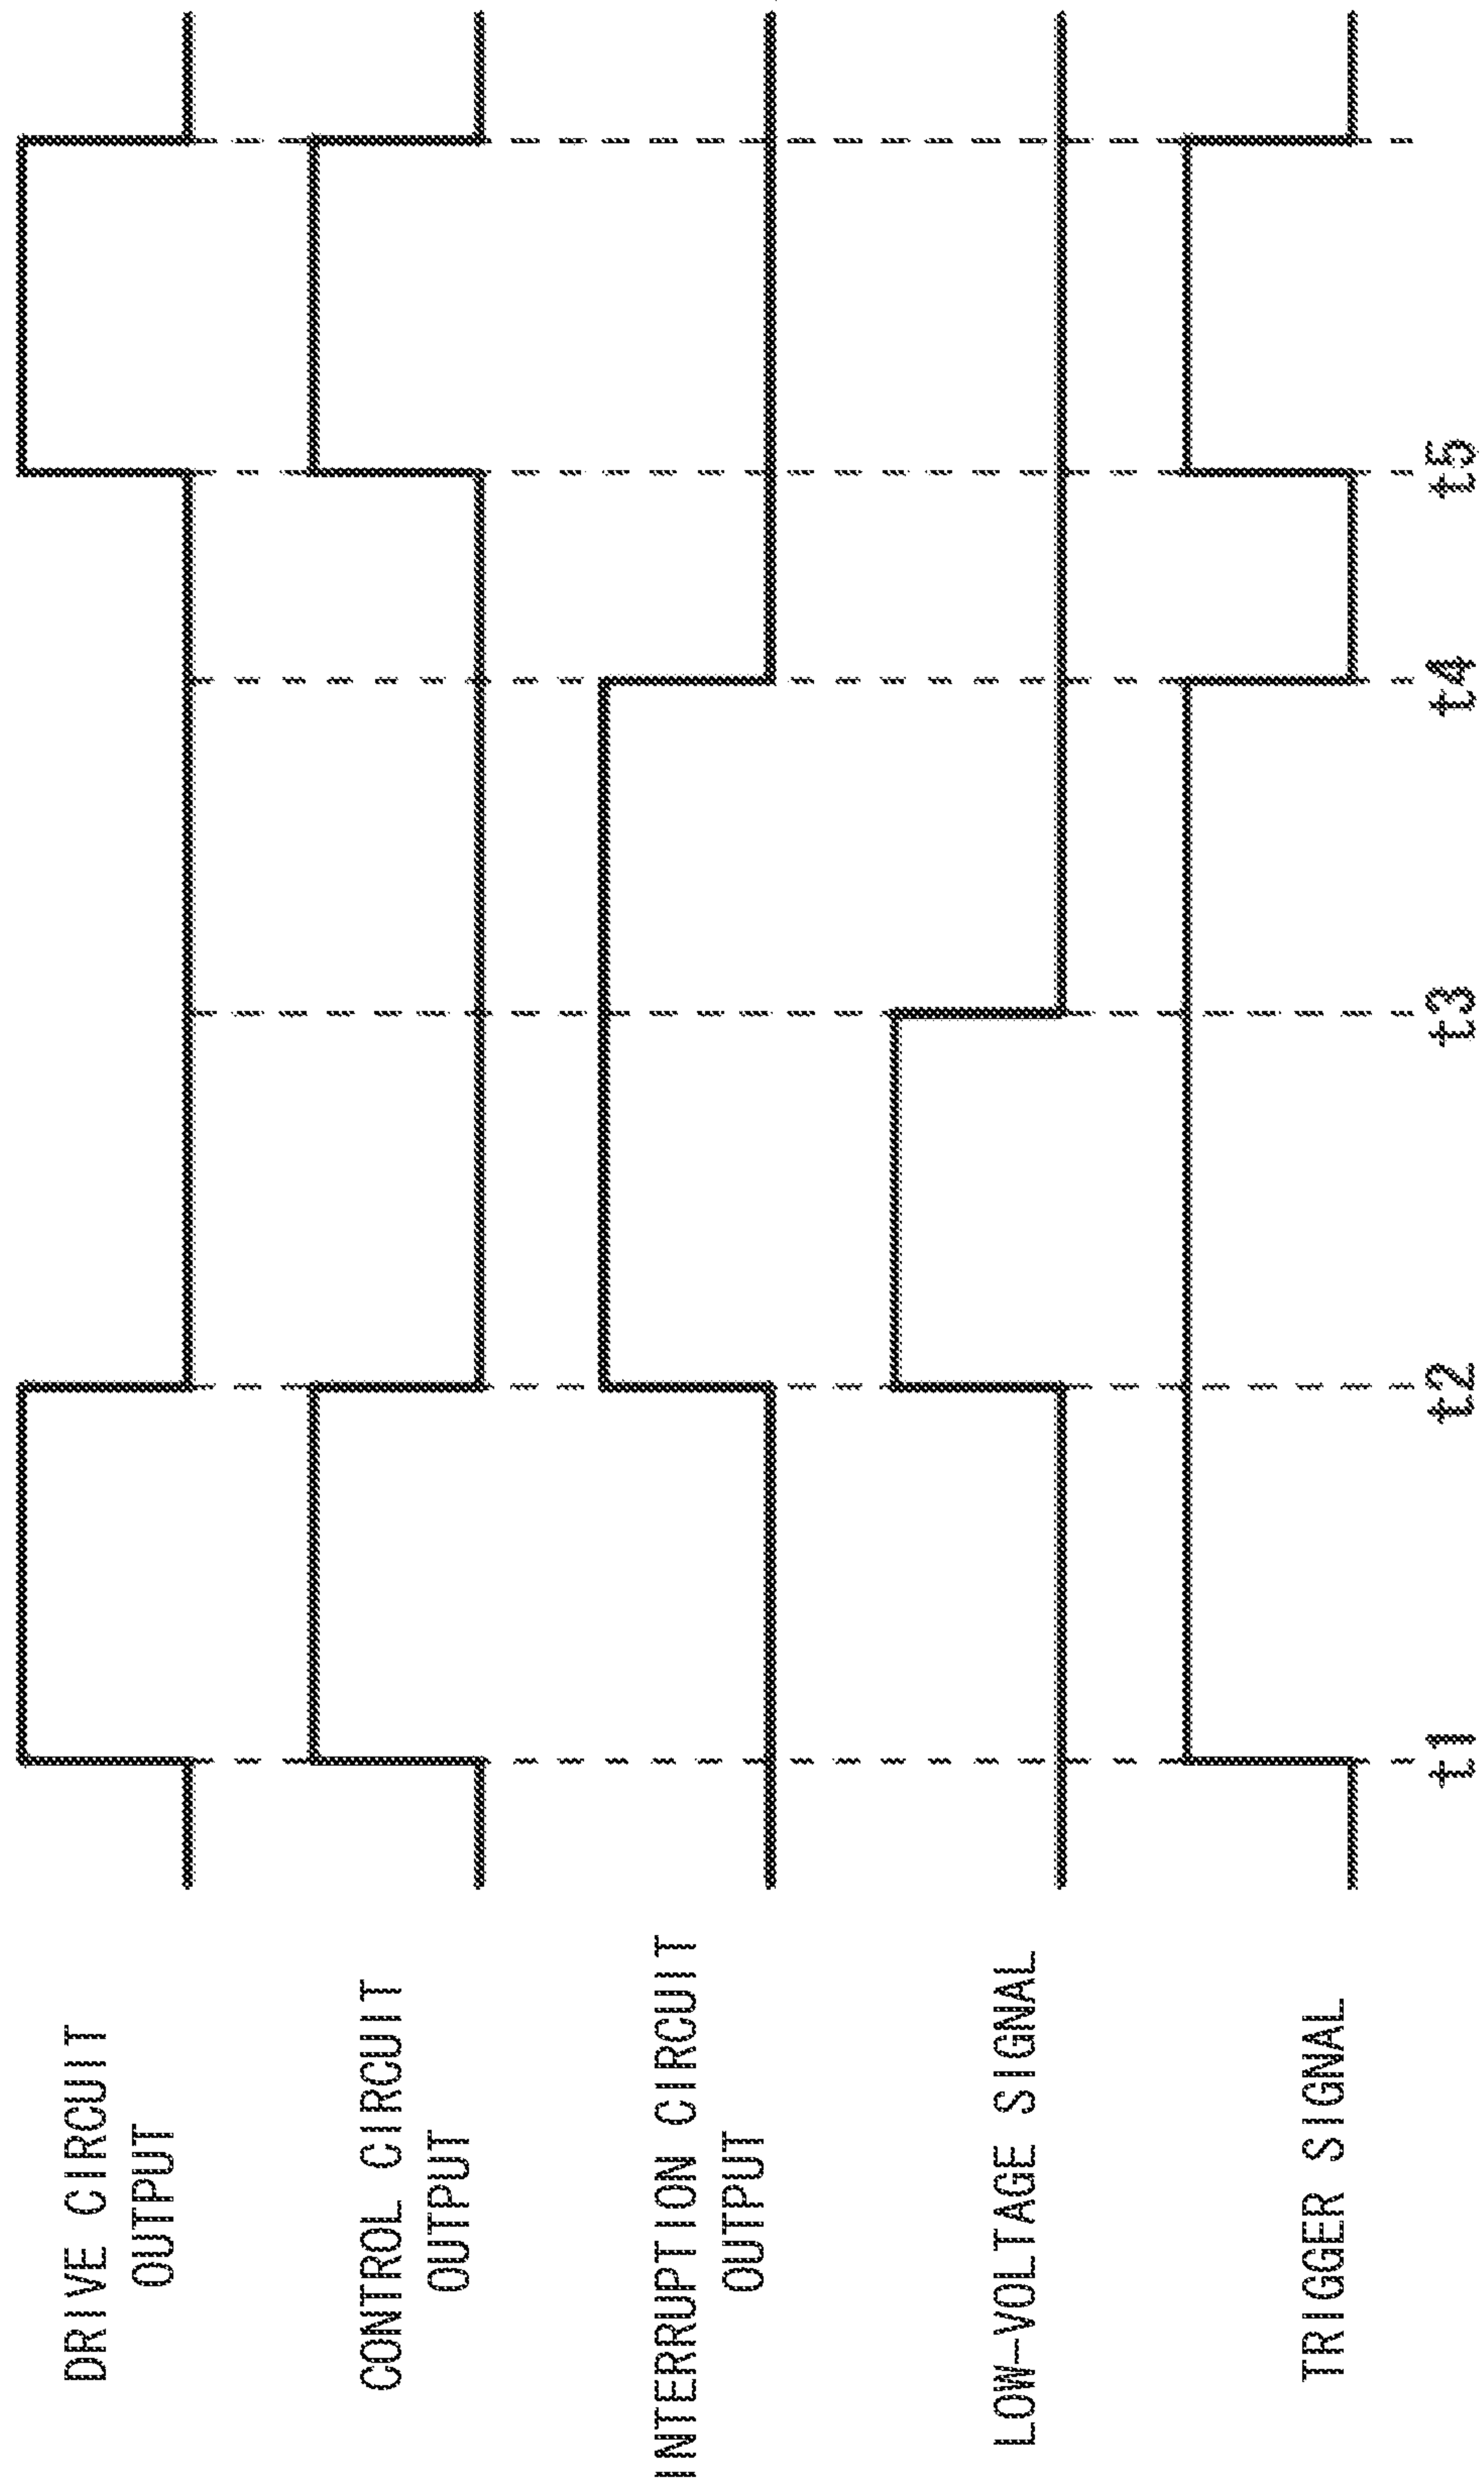 DRIVE CIRCUIT
OUTPUT
CONTROL CIRCUIT
OUTPUT
INTERRUPTION CIRCUIT
OUTPUT
LOW-VOLTAGE SIGNAL
TRIGGER SIGNAL
t1 t2 t3 t4 t5